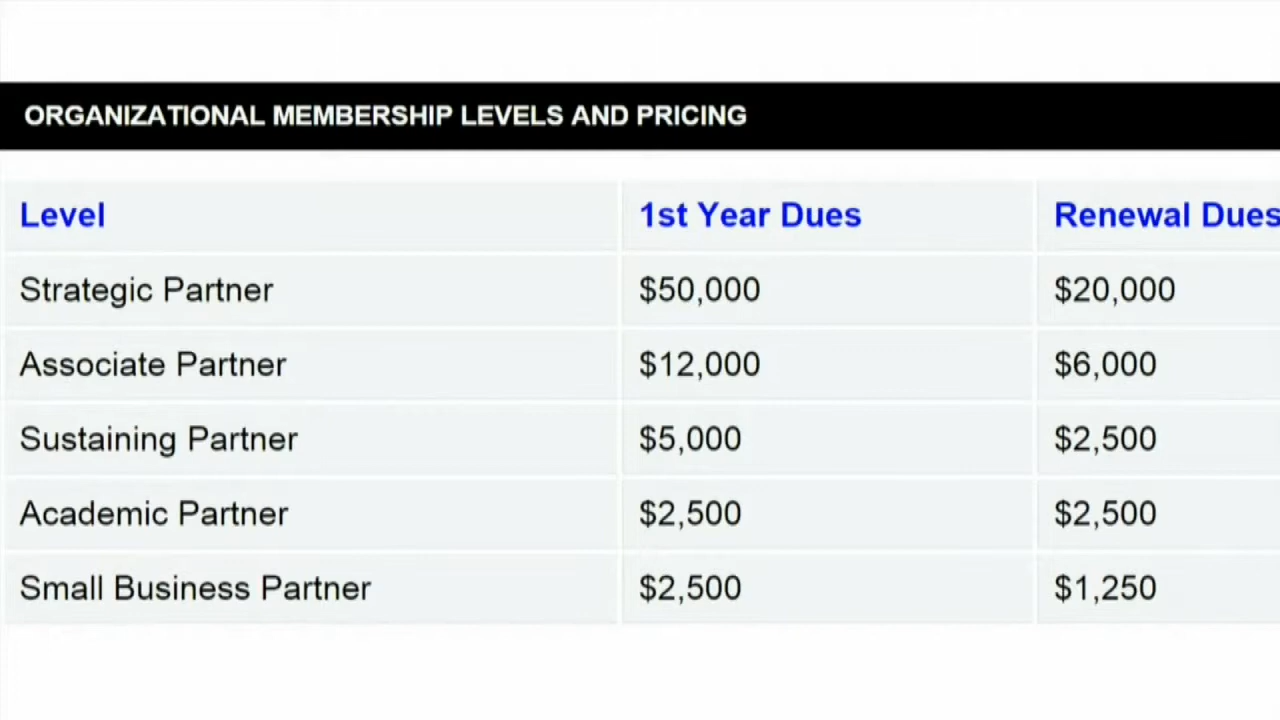 ORGANIZATIONAL MEMBERSHIP LEVELS AND PRICING
Level 1st Year Dues Renewal Dues
Strategic Partner $50,000 $20,000
Associate Partner $12,000 $6,000
Sustaining Partner $5,000 $2,500
Academic Partner $2,500 $2,500
Small Business Partner $2,500 $1,250